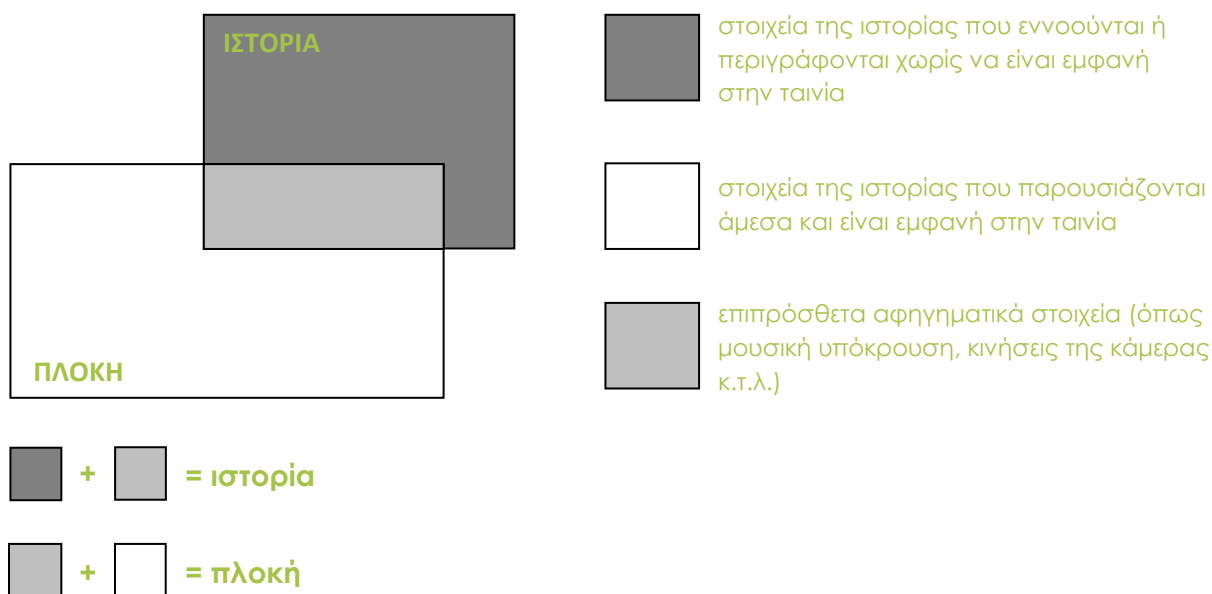 ΙΣΤΟΡΙΑ
ΠΛΟΚΗ
στοιχεία της ιστορίας που εννοούνται ή
περιγράφονται χωρίς να είναι εμφανή
στην ταινία
στοιχεία της ιστορίας που παρουσιάζονται
άμεσα και είναι εμφανή στην ταινία
επιπρόσθετα αφηγηματικά στοιχεία (όπως
μουσική υπόκρουση, κινήσεις της κάμερας
κ.τ.λ.)
+ = ιστορία
+ = πλοκή